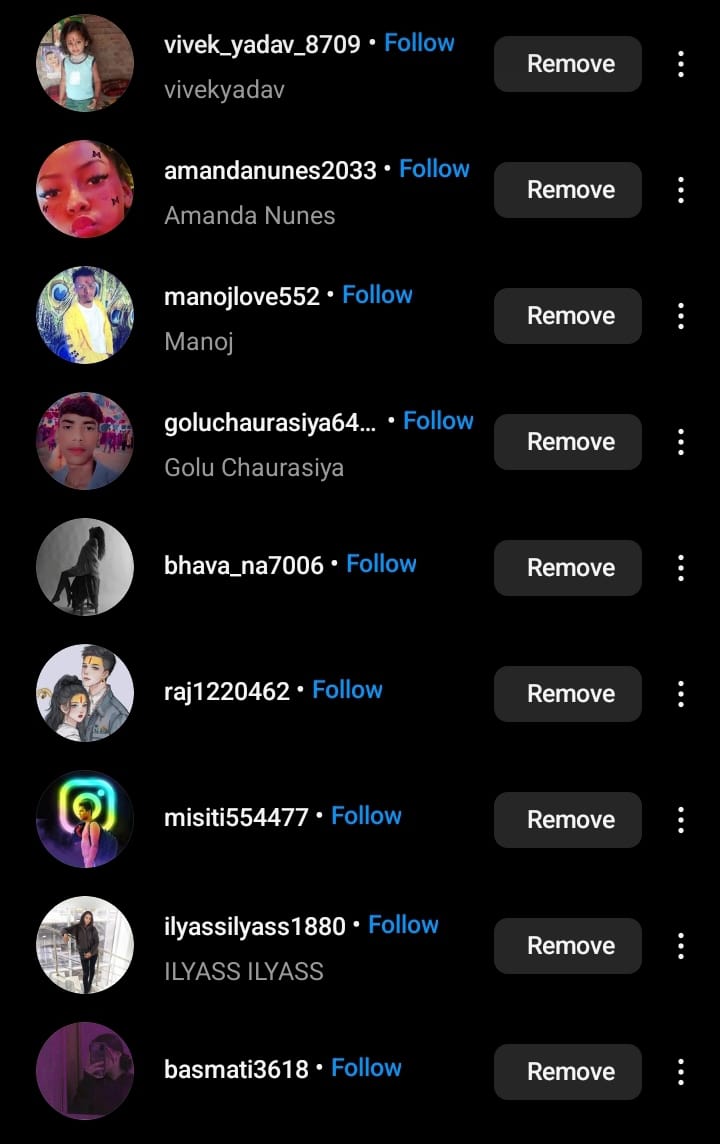 vivek_yadav_8709 • Follow
Remove
vivekyadav
amandanunes2033 • Follow
Remove
Amanda Nunes
manojlove552 • Follow
Remove
Manoj
goluchaurasiya64... • Follow
Remove
Golu Chaurasiya
bhava_na7006 • Follow
Remove
raj1220462 • Follow
Remove
misiti554477 • Follow
Remove
ilyassilyass1880 • Follow
Remove
ILYASS ILYASS
basmati3618 • Follow
Remove